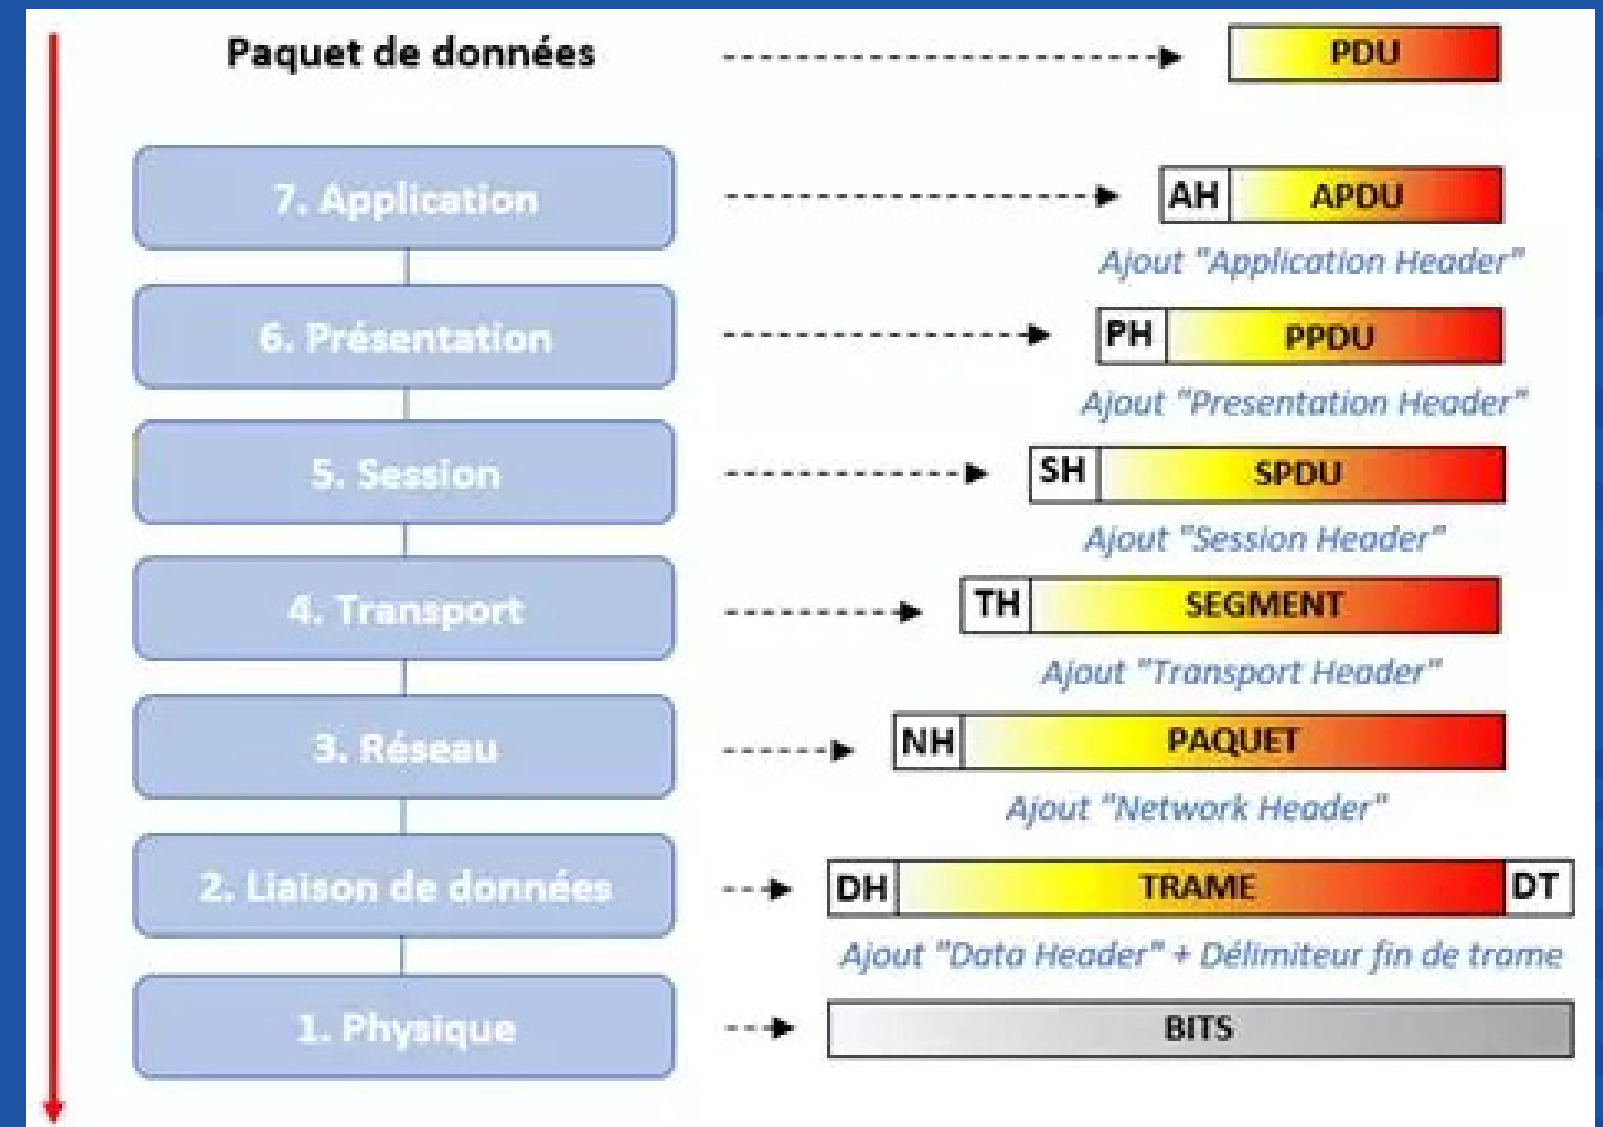 Paquet de données
PDU
7. Application
AH
APDU
Ajout "Application Header"
6. Présentation
PH
PPDU
Ajout "Presentation Header"
5. Session
SH
SPDU
Ajout "Session Header"
4. Transport
TH
SEGMENT
Ajout "Transport Header"
3. Réseau
NH
PAQUET
Ajout "Network Header"
2. Liaison de données
DH
TRAME
DT
Ajout "Data Header" + Délimiteur fin de trame
1. Physique
BITS